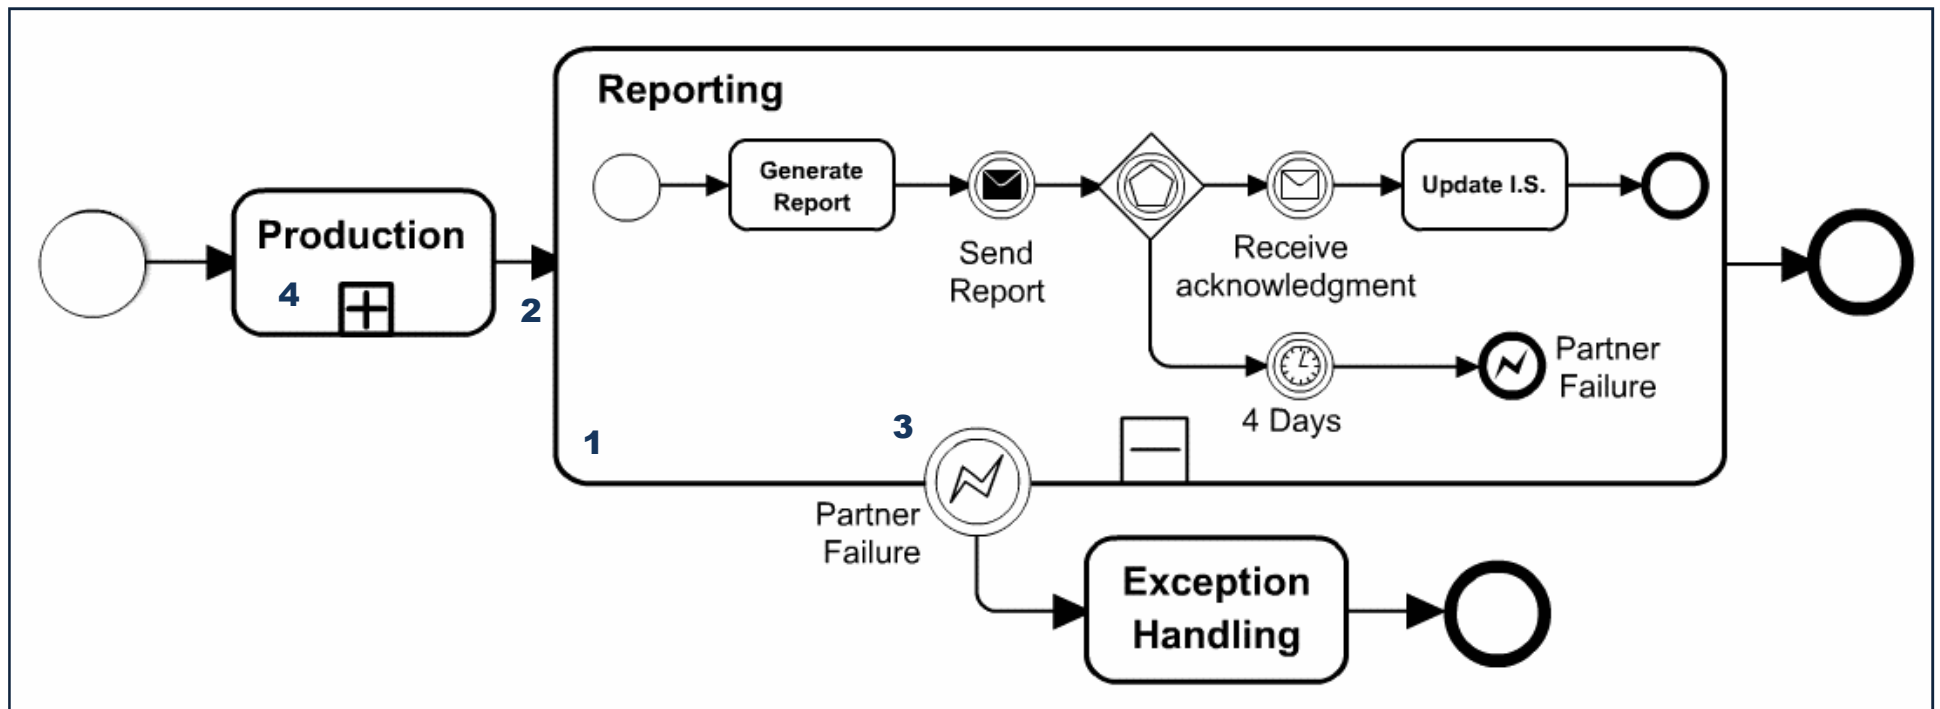 Reporting
Generate
Report
Send
Report
Receive
acknowledgment
Update I.S.
Production
4
2
4 Days
Partner
Failure
1
3
Partner
Failure
Exception
Handling